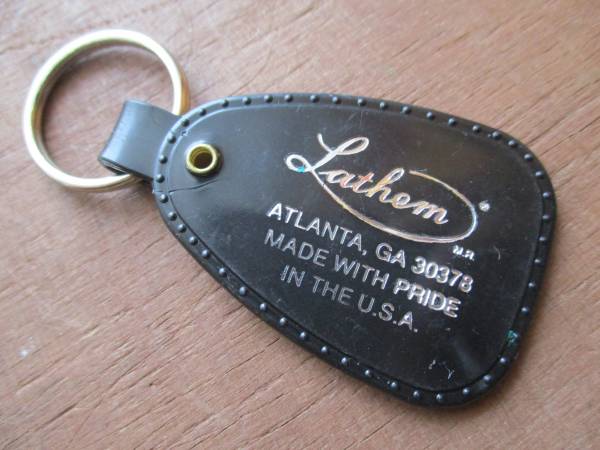 Lathem®
ATLANTA, GA 30378
MADE WITH PRIDE
IN THE U.S.A.